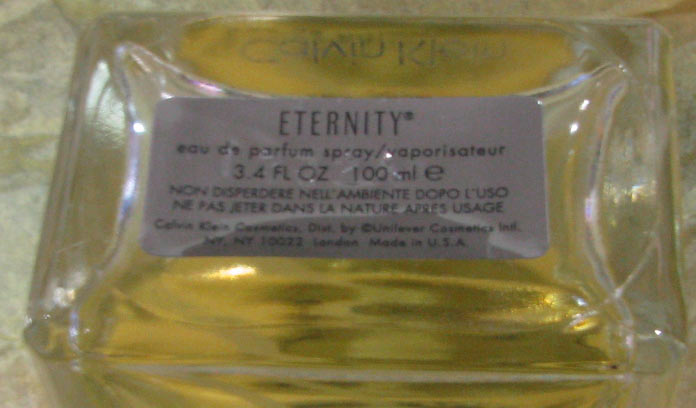 Calvin Klein
ETERNITY®
eau de parfum spray/vaporisateur
3.4 FL OZ 100 ml ℮
NON DISPERDERE NELL'AMBIENTE DOPO L'USO
NE PAS JETER DANS LA NATURE APRES USAGE
Calvin Klein Cosmetics, Dist. by ©Unilever Cosmetics Intl.
NY, NY 10022 London Made in U.S.A.